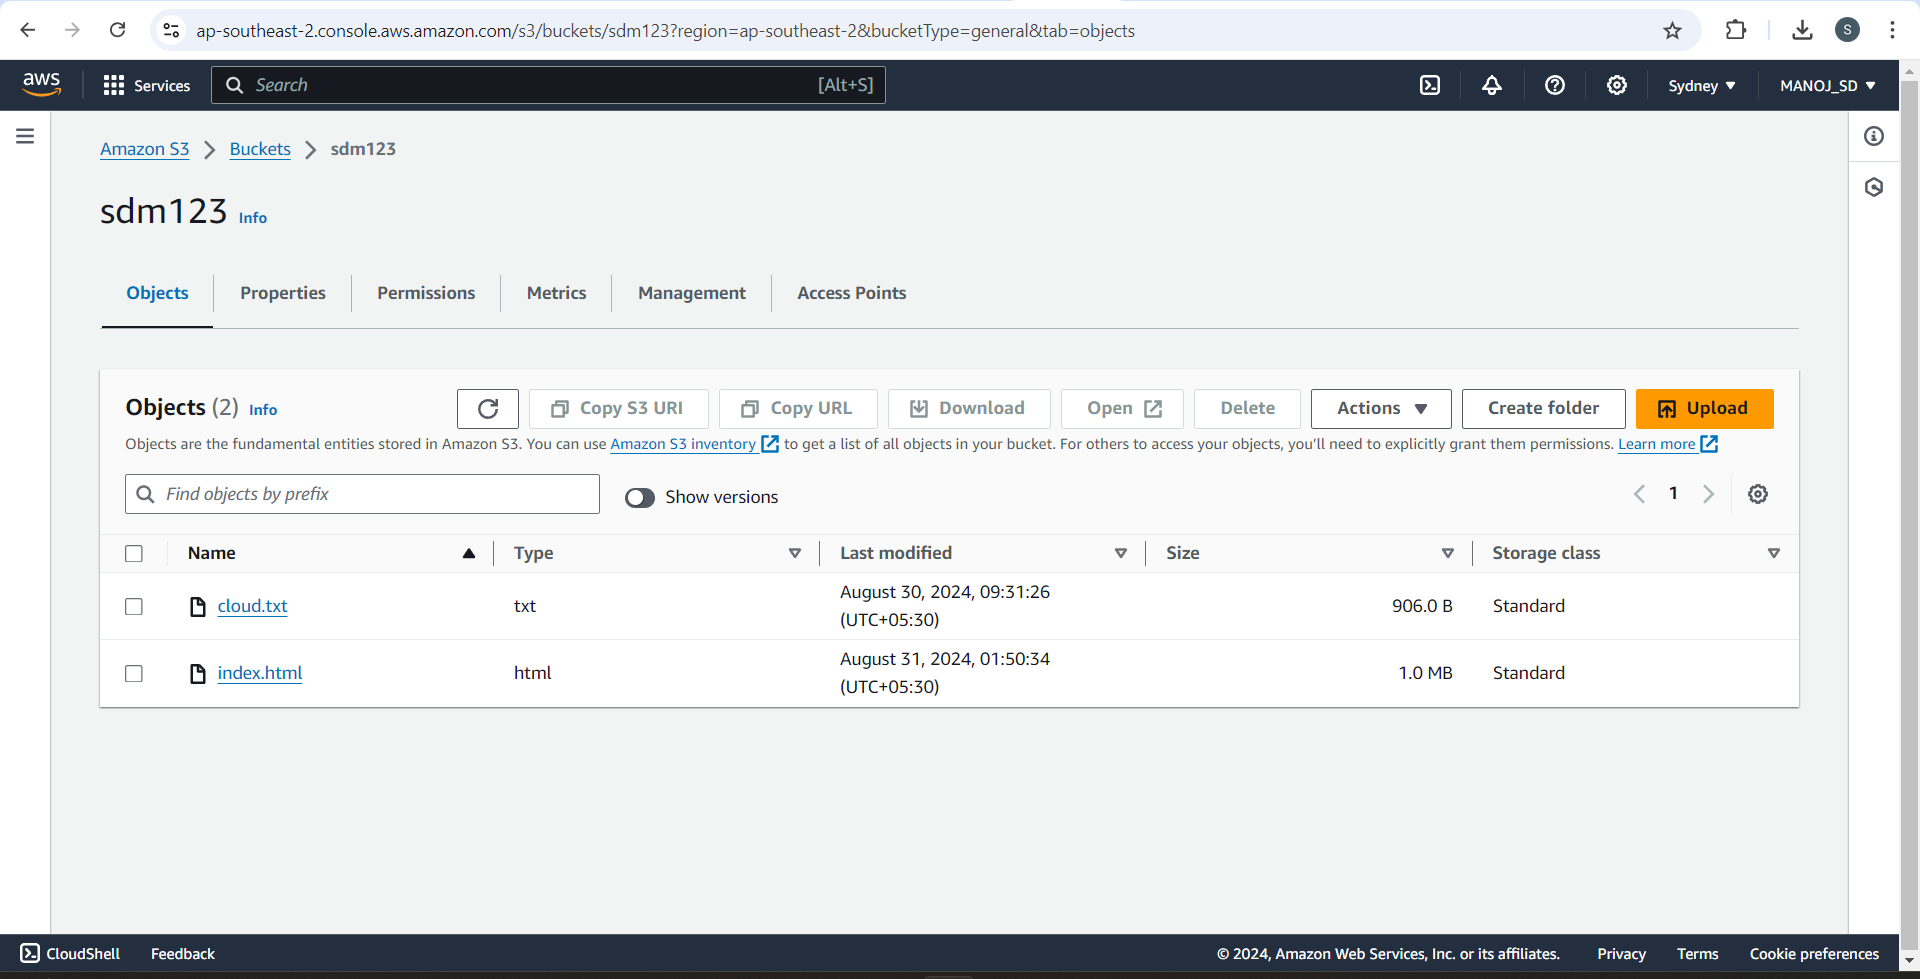 ap-southeast-2.console.aws.amazon.com/s3/buckets/sdm123?region=ap-southeast-2&bucketType=general&tab=objects
S
aws
Services
Search
[Alt+S]
Sydney
MANOJ_SD
Amazon S3
Buckets
sdm123
sdm123 Info
Objects
Properties
Permissions
Metrics
Management
Access Points
Objects (2) Info
Copy S3 URI
Copy URL
Download
Open
Delete
Actions
Create folder
Upload
Objects are the fundamental entities stored in Amazon S3. You can use Amazon S3 inventory to get a list of all objects in your bucket. For others to access your objects, you'll need to explicitly grant them permissions. Learn more
Find objects by prefix
Show versions
1
Name
Type
Last modified
Size
Storage class
cloud.txt
txt
August 30, 2024, 09:31:26
(UTC+05:30)
906.0 B
Standard
index.html
html
August 31, 2024, 01:50:34
(UTC+05:30)
1.0 MB
Standard
CloudShell
Feedback
© 2024, Amazon Web Services, Inc. or its affiliates.
Privacy
Terms
Cookie preferences